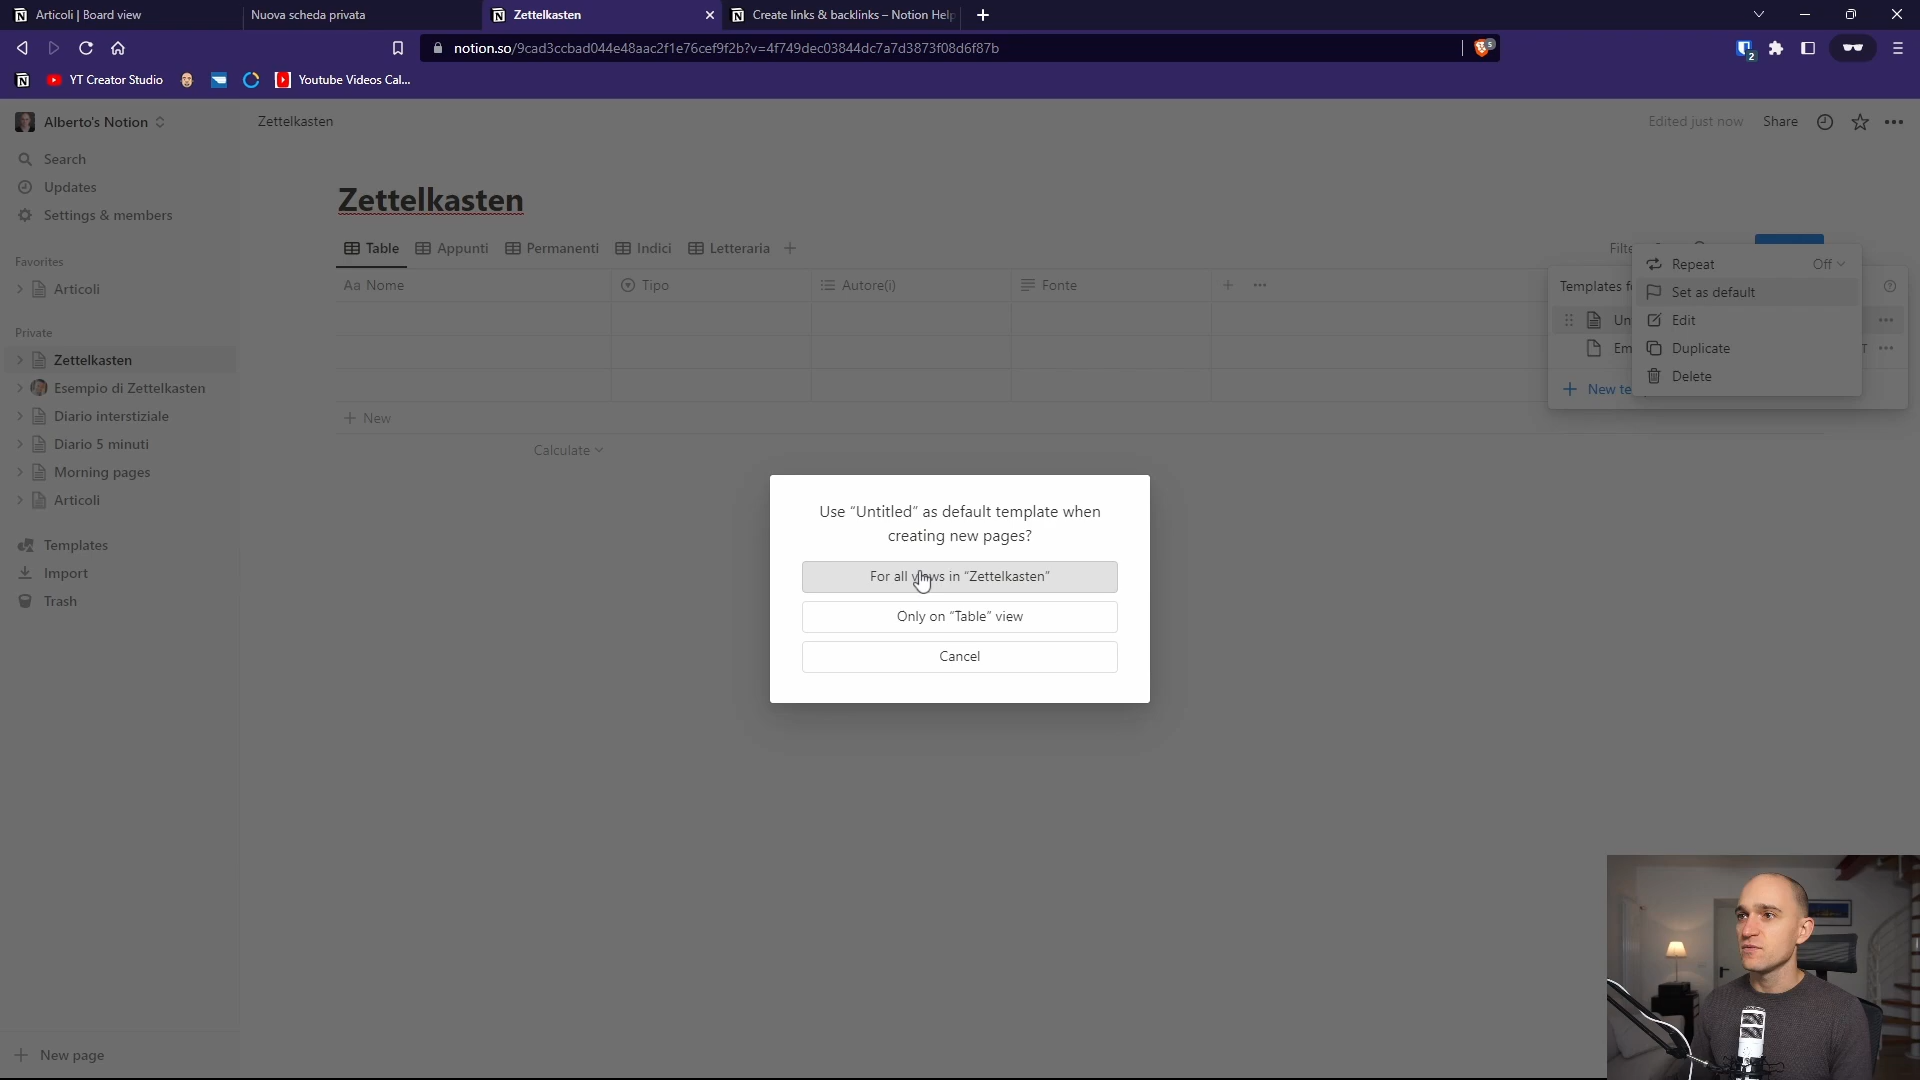 Articoli | Board view
Nuova scheda privata
Zettelkasten
Create links & backlinks – Notion Help
notion.so/9cad3ccbad044e48aac2f1e76cef9f2b?v=4f749dec03844dc7a7d3873f08d6f87b
5
2
YT Creator Studio
Youtube Videos Cal...
Alberto's Notion
Zettelkasten
Edited just now
Share
Search
Updates
Settings & members
Favorites
Articoli
Private
Zettelkasten
Esempio di Zettelkasten
Diario interstiziale
Diario 5 minuti
Morning pages
Articoli
Templates
Import
Trash
New page
Zettelkasten
Table
Appunti
Permanenti
Indici
Letteraria
Filte
Aa Nome
Tipo
Autore(i)
Fonte
New
Calculate
Templates fo
Un
Em
T
New te
Repeat
Off
Set as default
Edit
Duplicate
Delete
Use “Untitled” as default template when
creating new pages?
For all views in “Zettelkasten”
Only on “Table” view
Cancel